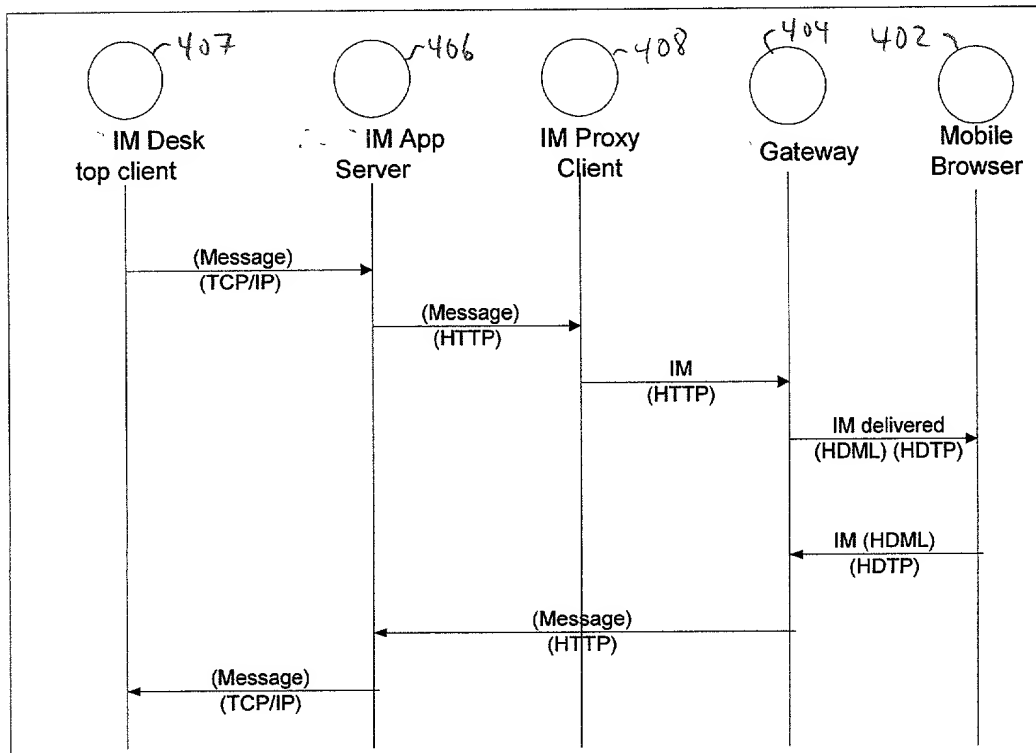 407
406
408
404
402
IM Desk
top client
IM App
Server
IM Proxy
Client
Gateway
Mobile
Browser
(Message)
(TCP/IP)
(Message)
(HTTP)
IM
(HTTP)
IM delivered
(HDML) (HDTP)
IM (HDML)
(HDTP)
(Message)
(HTTP)
(Message)
(TCP/IP)